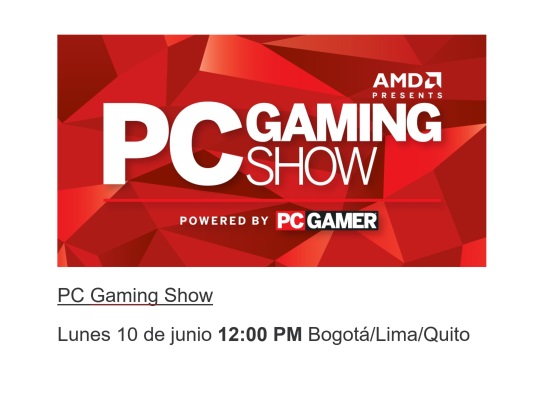 AMD
PRESENTS
PC GAMING
SHOW
POWERED BY PC GAMER
PC Gaming Show
Lunes 10 de junio 12:00 PM Bogotá/Lima/Quito